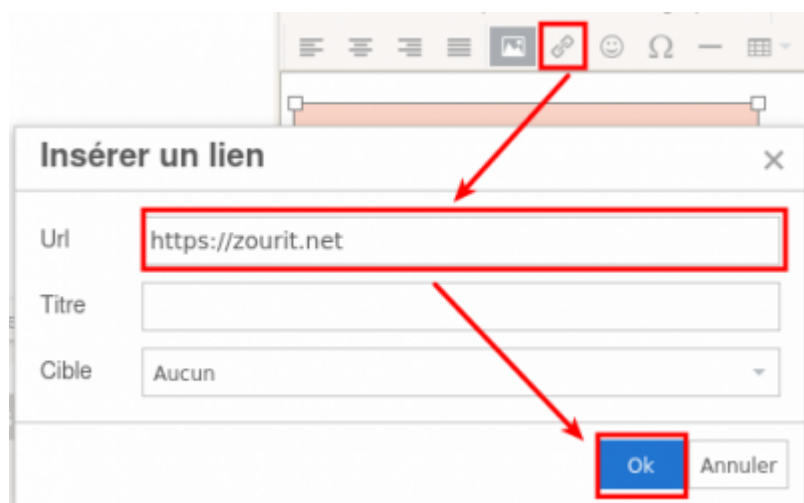 Insérer un lien
Url
https://zourit.net
Titre
Cible
Aucun
Ok Annuler